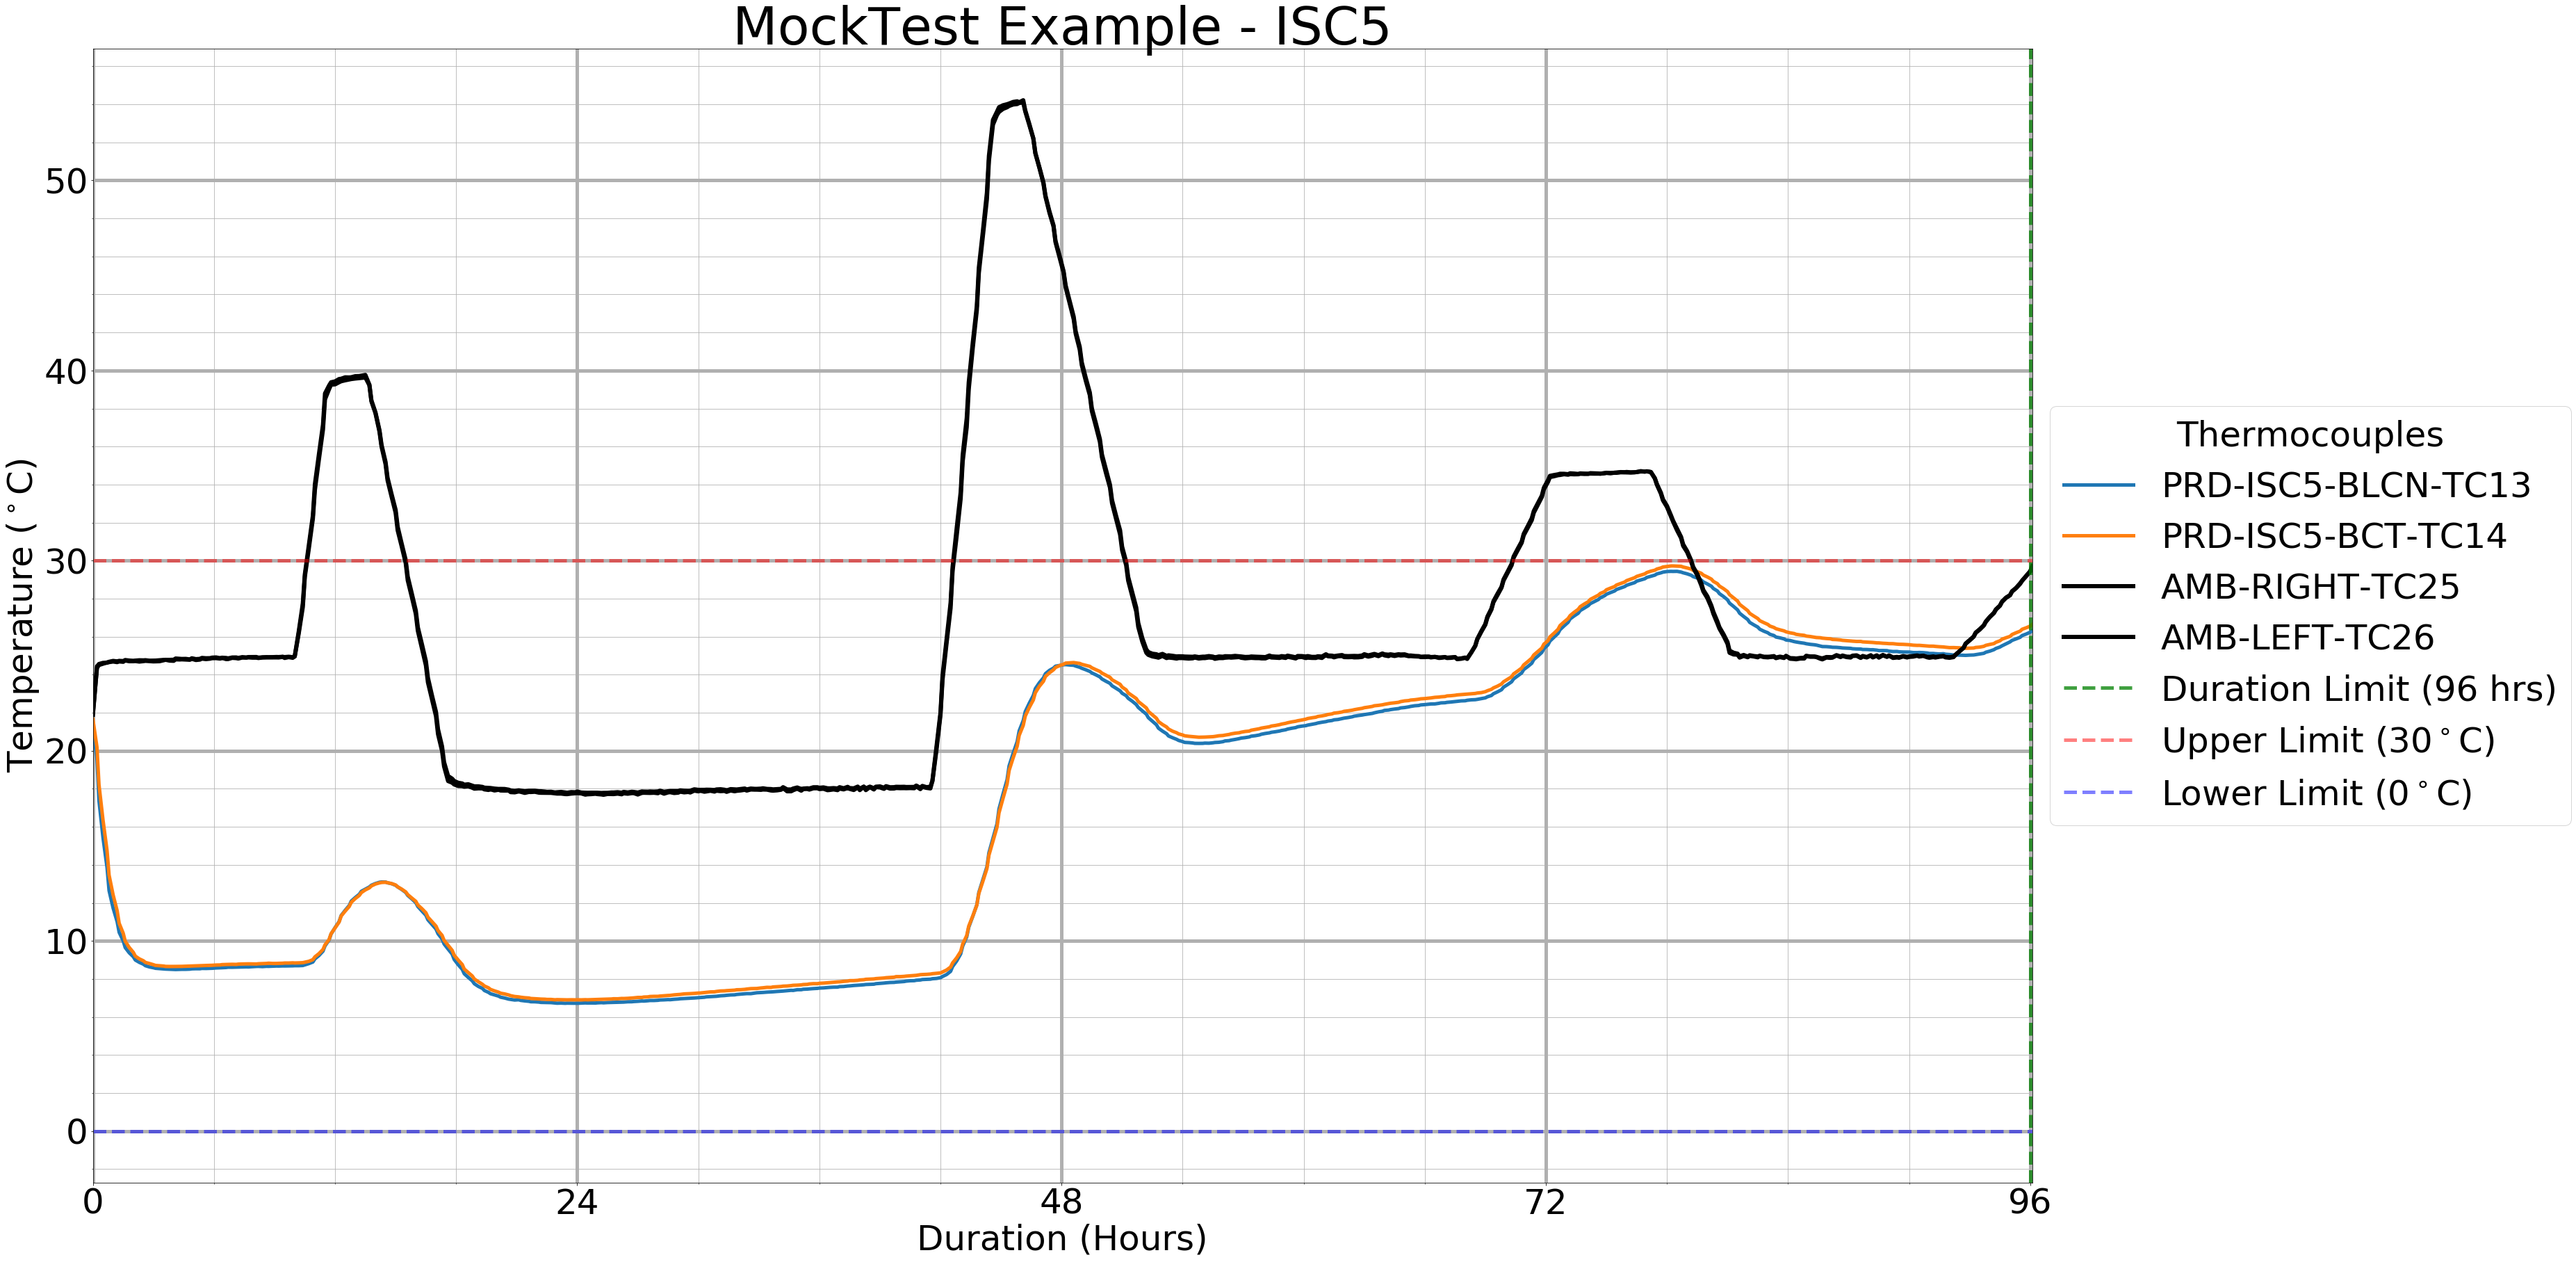 MockTest Example - ISC5
Temperature (°C)
50
40
30
20
10
0
0 24 48 72 96
Duration (Hours)
Thermocouples
PRD-ISC5-BLCN-TC13
PRD-ISC5-BCT-TC14
AMB-RIGHT-TC25
AMB-LEFT-TC26
Duration Limit (96 hrs)
Upper Limit (30°C)
Lower Limit (0°C)